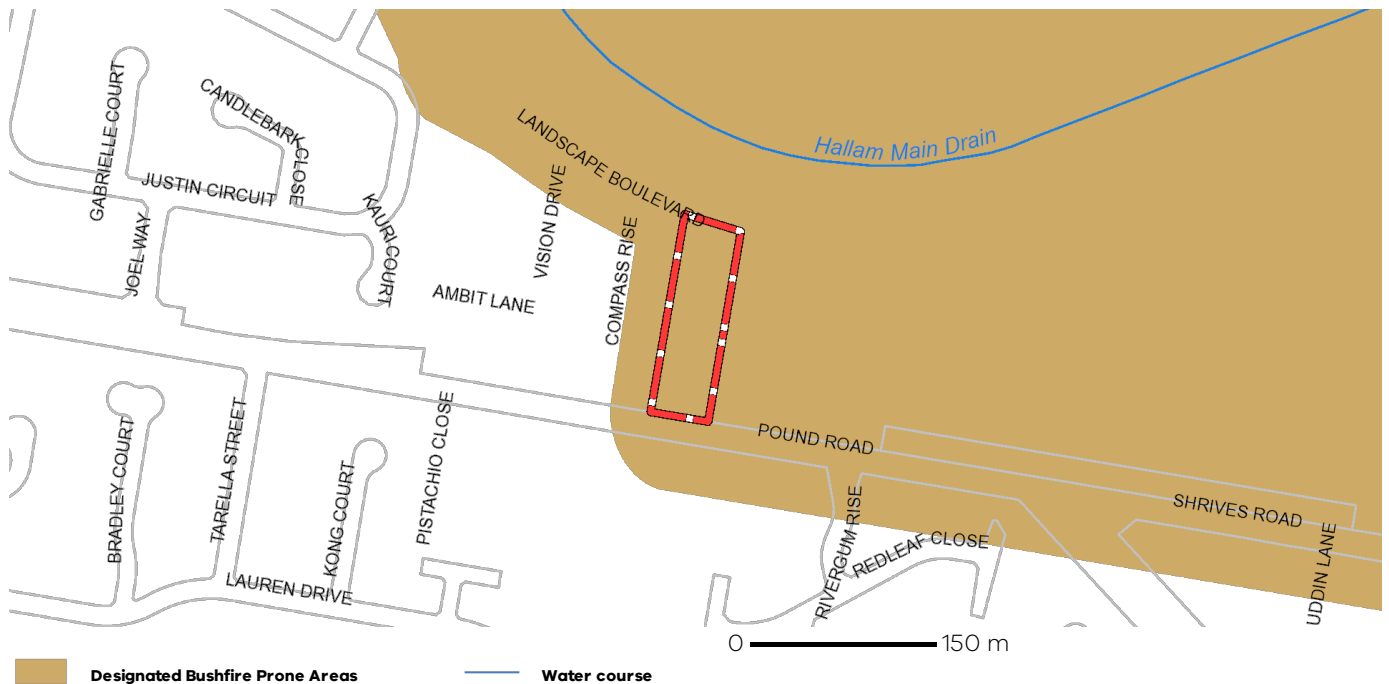 GABRIELLE COURT
CANDLEBARK CLOSE
JUSTIN CIRCUIT
JOEL WAY
KAURI COURT
AMBIT LANE
LANDSCAPE BOULEVARD
VISION DRIVE
COMPASS RISE
Hallam Main Drain
BRADLEY COURT
TARELLA STREET
KONG COURT
PISTACHIO CLOSE
LAUREN DRIVE
POUND ROAD
SHRIVES ROAD
RIVERGUM RISE
REDLEAF CLOSE
UDDIN LANE
0 150 m
Designated Bushfire Prone Areas
Water course